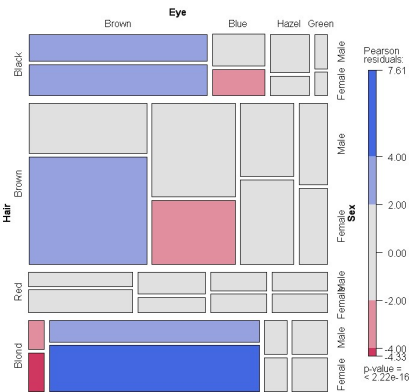 Eye
Brown Blue Hazel Green
Pearson
residuals:
7.61
Black
Male
Female
4.00
Brown
Male
2.00
Hair
Sex
0.00
Female
Red
Male
Female
-2.00
Blond
Male
-4.00
-4.33
Female
p-value =
< 2.22e-16